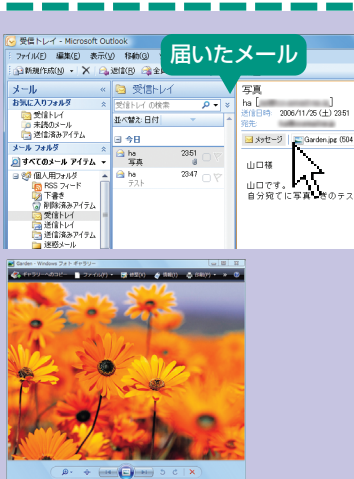 受信トレイ - Microsoft Outlook
届いたメール
ファイル(F) 編集(E) 表示(V) 移動(G)
新規作成(N) 返信(R) 全員
メール
お気に入りフォルダ
受信トレイ
未読のメール
送信済みアイテム
メール フォルダ
すべてのメール アイテム
個人用フォルダ
RSS フィード
下書き
削除済みアイテム
受信トレイ
送信トレイ
送信済みアイテム
迷惑メール
受信トレイ
受信トレイ の検索
並べ替え: 日付
今日
ha 23:51
写真
ha 23:47
テスト
写真
ha [
送信日時: 2006/11/25 (土) 23:51
宛先:
メッセージ Garden.jpg (504
山口様
山口です。
自分宛てに写真 きのテス
Garden - Windows フォト ギャラリー
ギャラリーへのコピー ファイル(F) 修整(X) 情報(I) 印刷(P)